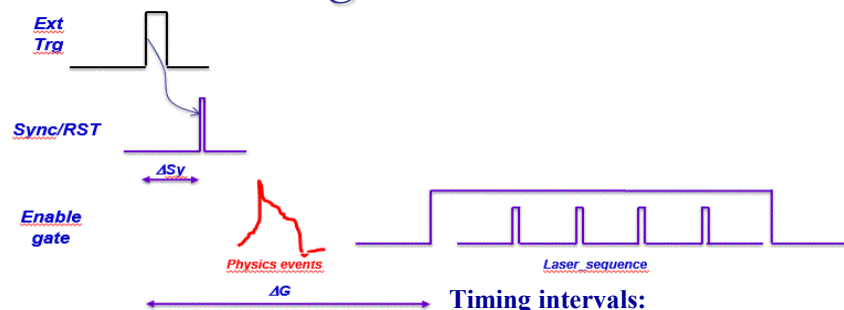 Ext
Trg
Sync/RST
ΔSy
Enable
gate
Physics events
Laser_sequence
ΔG
Timing intervals: